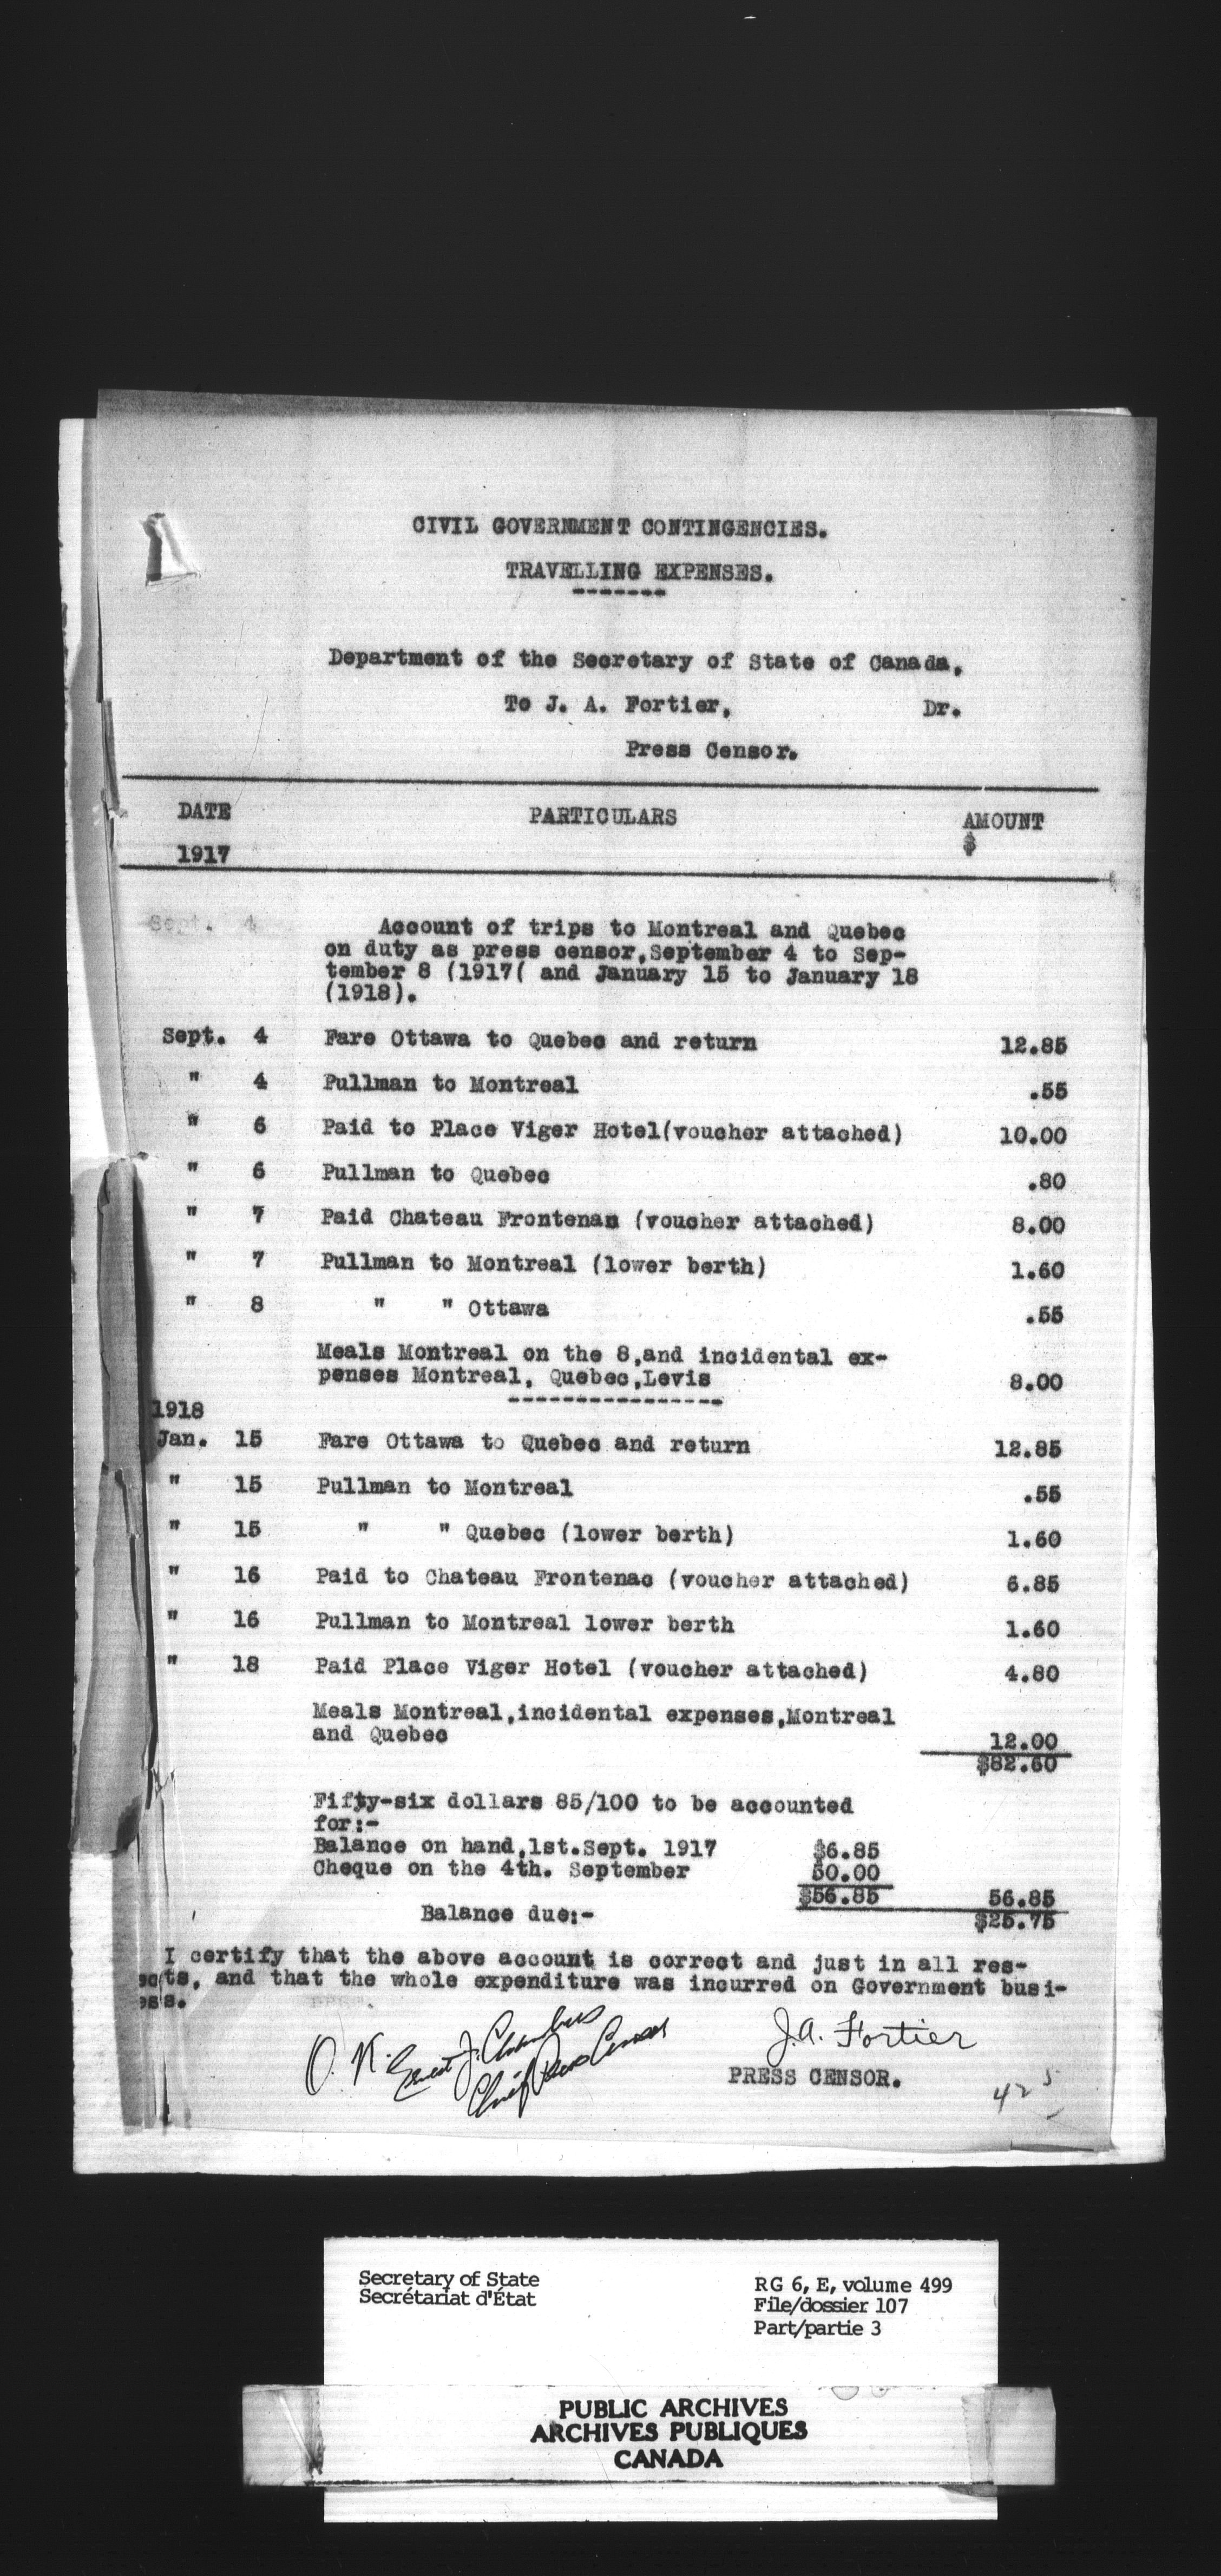 CIVIL GOVERNMENT CONTINGENCIES.
TRAVELLING EXPENSES.
-------
Department of the Secretary of State of Canada,
To J. A. Fortier, Dr.
Press Censor.
DATE PARTICULARS AMOUNT
1917 $
Sept. 4 Account of trips to Montreal and Quebec
on duty as press censor,September 4 to Sep-
tember 8 (1917( and January 15 to January 18
(1918).
Sept. 4 Fare Ottawa to Quebec and return 12.85
" 4 Pullman to Montreal .55
" 6 Paid to Place Viger Hotel(voucher attached) 10.00
" 6 Pullman to Quebec .80
" 7 Paid Chateau Frontenan (voucher attached) 8.00
" 7 Pullman to Montreal (lower berth) 1.60
" 8 " " Ottawa .55
Meals Montreal on the 8,and incidental ex-
penses Montreal, Quebec,Levis 8.00
----------------
1918
Jan. 15 Fare Ottawa to Quebec and return 12.85
" 15 Pullman to Montreal .55
" 15 " " Quebec (lower berth) 1.60
" 16 Paid to Chateau Frontenac (voucher attached) 6.85
" 16 Pullman to Montreal lower berth 1.60
" 18 Paid Place Viger Hotel (voucher attached) 4.80
Meals Montreal,incidental expenses,Montreal
and Quebec 12.00
$82.60
Fifty-six dollars 85/100 to be accounted
for:-
Balance on hand,1st.Sept. 1917 $6.85
Cheque on the 4th. September 50.00
$56.85 56.85
Balance due:- $25.75
I certify that the above account is correct and just in all res-
ects, and that the whole expenditure was incurred on Government busi-
ess.
O. K. Ernest J. Chambers
Chief Press Censor
J.A. Fortier
PRESS CENSOR.
425
Secretary of State
Secrétariat d'État
RG 6, E, volume 499
File/dossier 107
Part/partie 3
PUBLIC ARCHIVES
ARCHIVES PUBLIQUES
CANADA